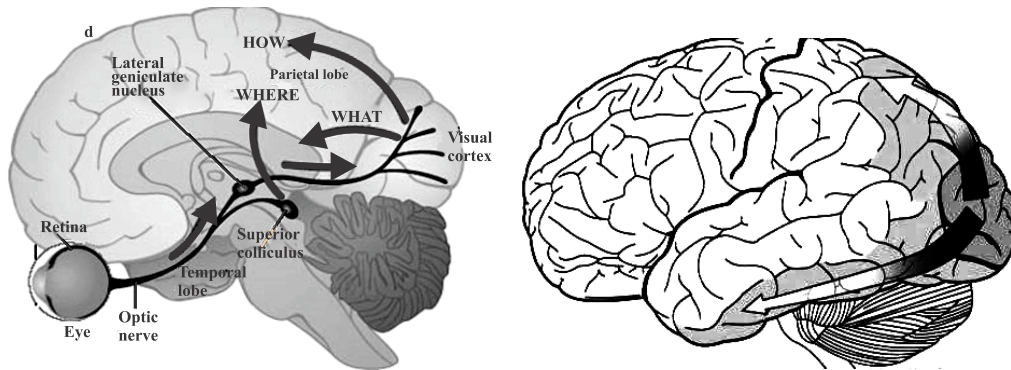 d
HOW
Lateral
geniculate
nucleus
Parietal lobe
WHERE
WHAT
Visual
cortex
Retina
Superior
colliculus
Temporal
lobe
Eye
Optic
nerve